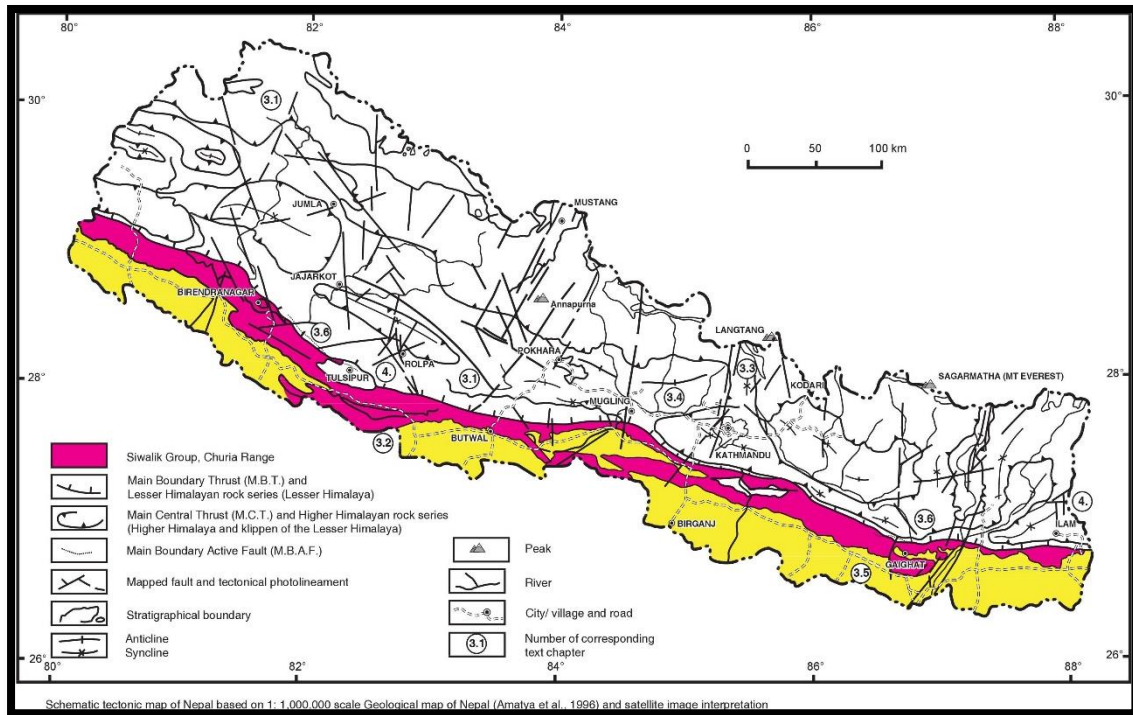 80°
82°
84°
86°
88°
30°
30°
3.1
0 50 100 km
MUSTANG
JUMLA
JAJARKOT
BIRENDRANAGAR
Annapurna
LANGTANG
3.6
POKHARA
ROLPA
4.
3.1
TULSIPUR
3.3
KODARI
SAGARMATHA (MT EVEREST)
28°
28°
MUGLING
3.4
3.2
BUTWAL
KATHMANDU
BIRGANJ
3.6
4.
ILAM
GAIGHAT
3.5
Siwalik Group, Churia Range
Main Boundary Thrust (M.B.T.) and
Lesser Himalayan rock series (Lesser Himalaya)
Main Central Thrust (M.C.T.) and Higher Himalayan rock series
(Higher Himalaya and klippen of the Lesser Himalaya)
Main Boundary Active Fault (M.B.A.F.)
Mapped fault and tectonical photolineament
Stratigraphical boundary
Anticline
Syncline
Peak
River
City/ village and road
3.1
Number of corresponding
text chapter
26°
26°
82°
84°
86°
88°
Schematic tectonic map of Nepal based on 1: 1,000.000 scale Geological map of Nepal (Amatya et al., 1996) and satellite image interpretation